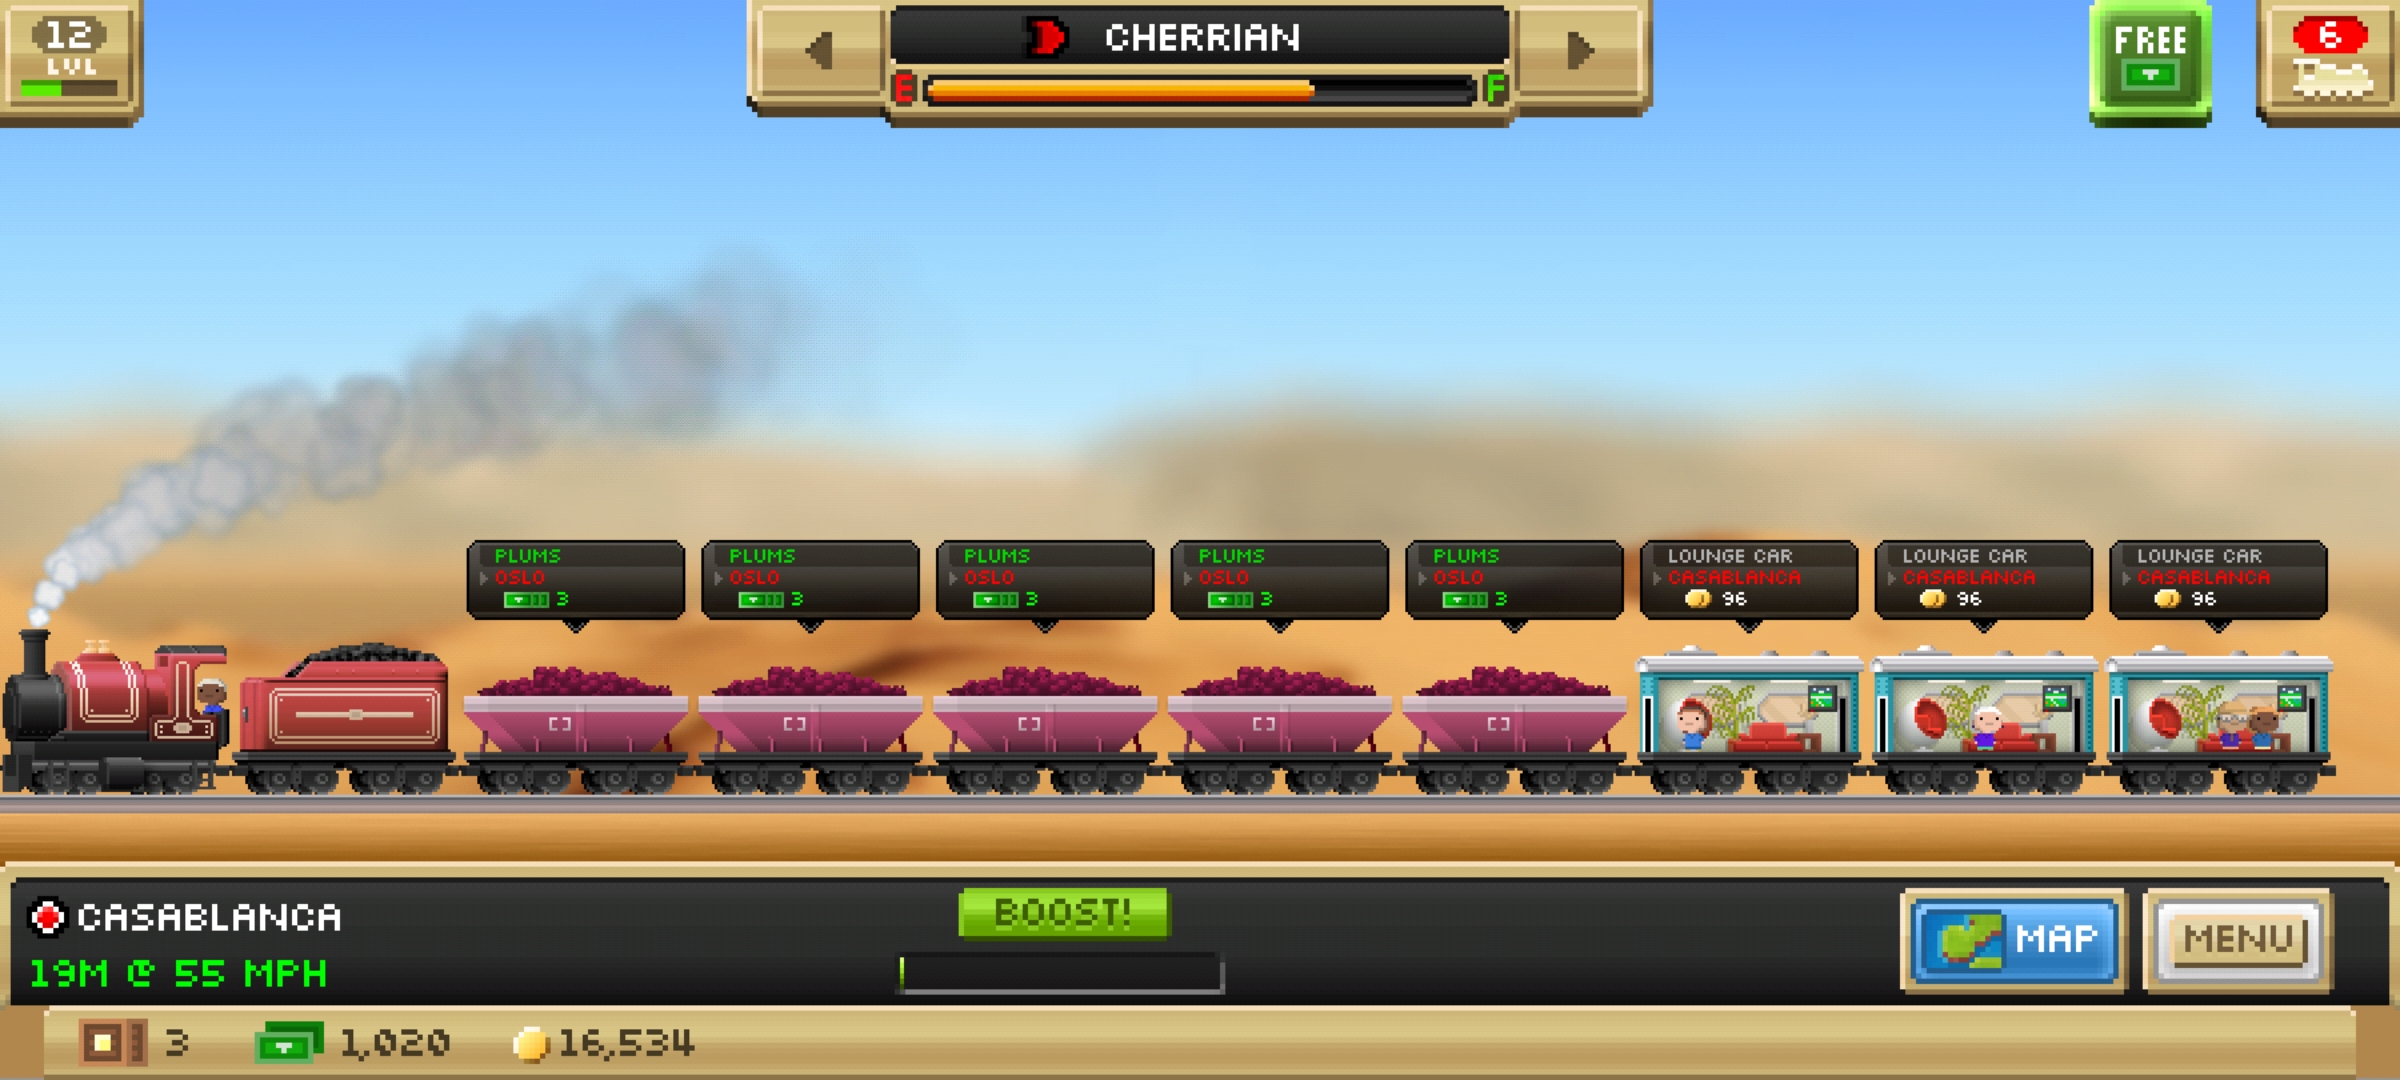 12
LVL
CHERRIAN
E F
FREE
6
PLUMS
OSLO
3
PLUMS
OSLO
3
PLUMS
OSLO
3
PLUMS
OSLO
3
PLUMS
OSLO
3
LOUNGE CAR
CASABLANCA
96
LOUNGE CAR
CASABLANCA
96
LOUNGE CAR
CASABLANCA
96
CASABLANCA
19M @ 55 MPH
BOOST!
MAP
MENU
3 1,020 16,534